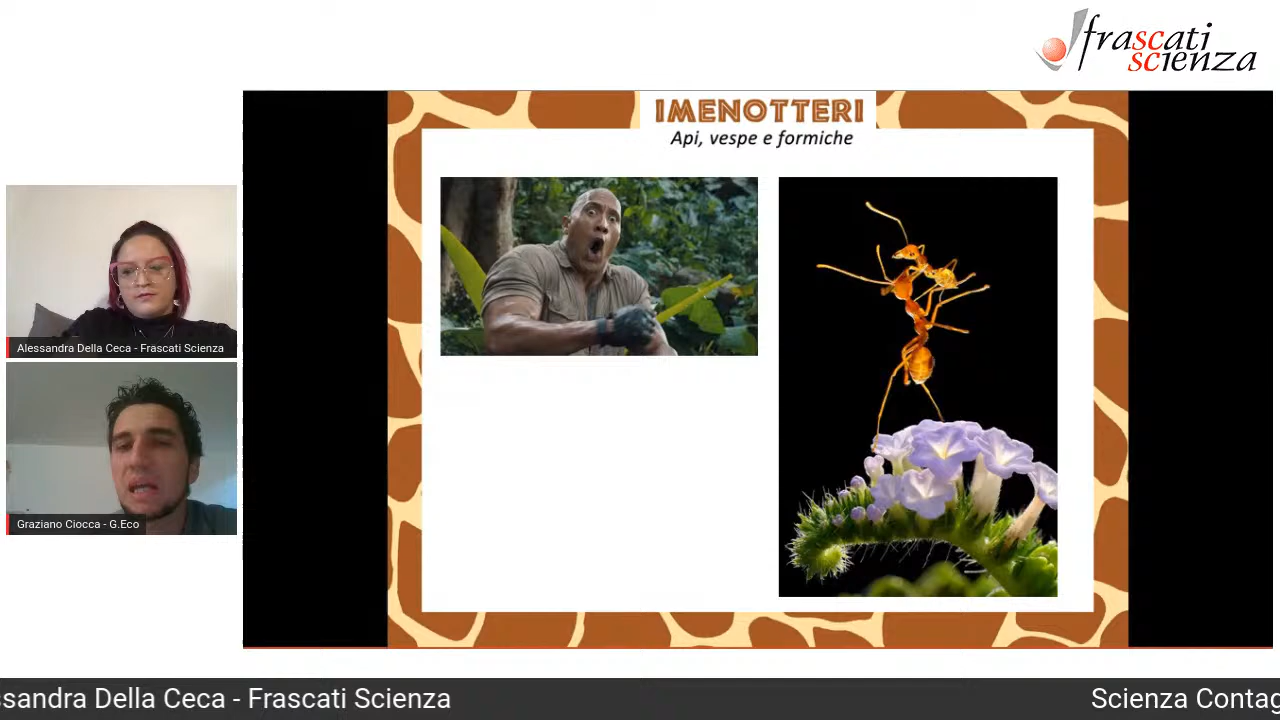 frascati
scienza
IMENOTTERI
Api, vespe e formiche
Alessandra Della Ceca - Frascati Scienza
Graziano Ciocca - G.Eco
ssandra Della Ceca - Frascati Scienza
Scienza Contag